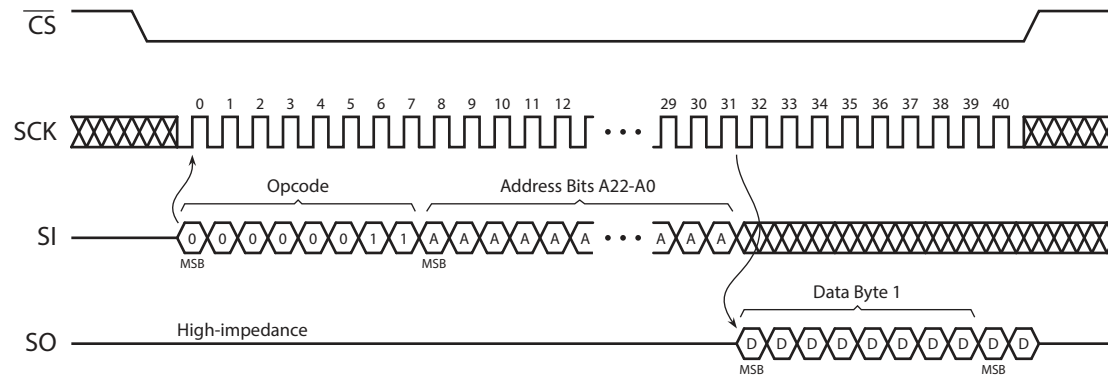 CS
0 1 2 3 4 5 6 7 8 9 10 11 12 29 30 31 32 33 34 35 36 37 38 39 40
SCK
Opcode Address Bits A22-A0
SI 0 0 0 0 0 0 1 1 A A A A A A A A A
MSB MSB
Data Byte 1
High-impedance
SO D D D D D D D D D D
MSB MSB